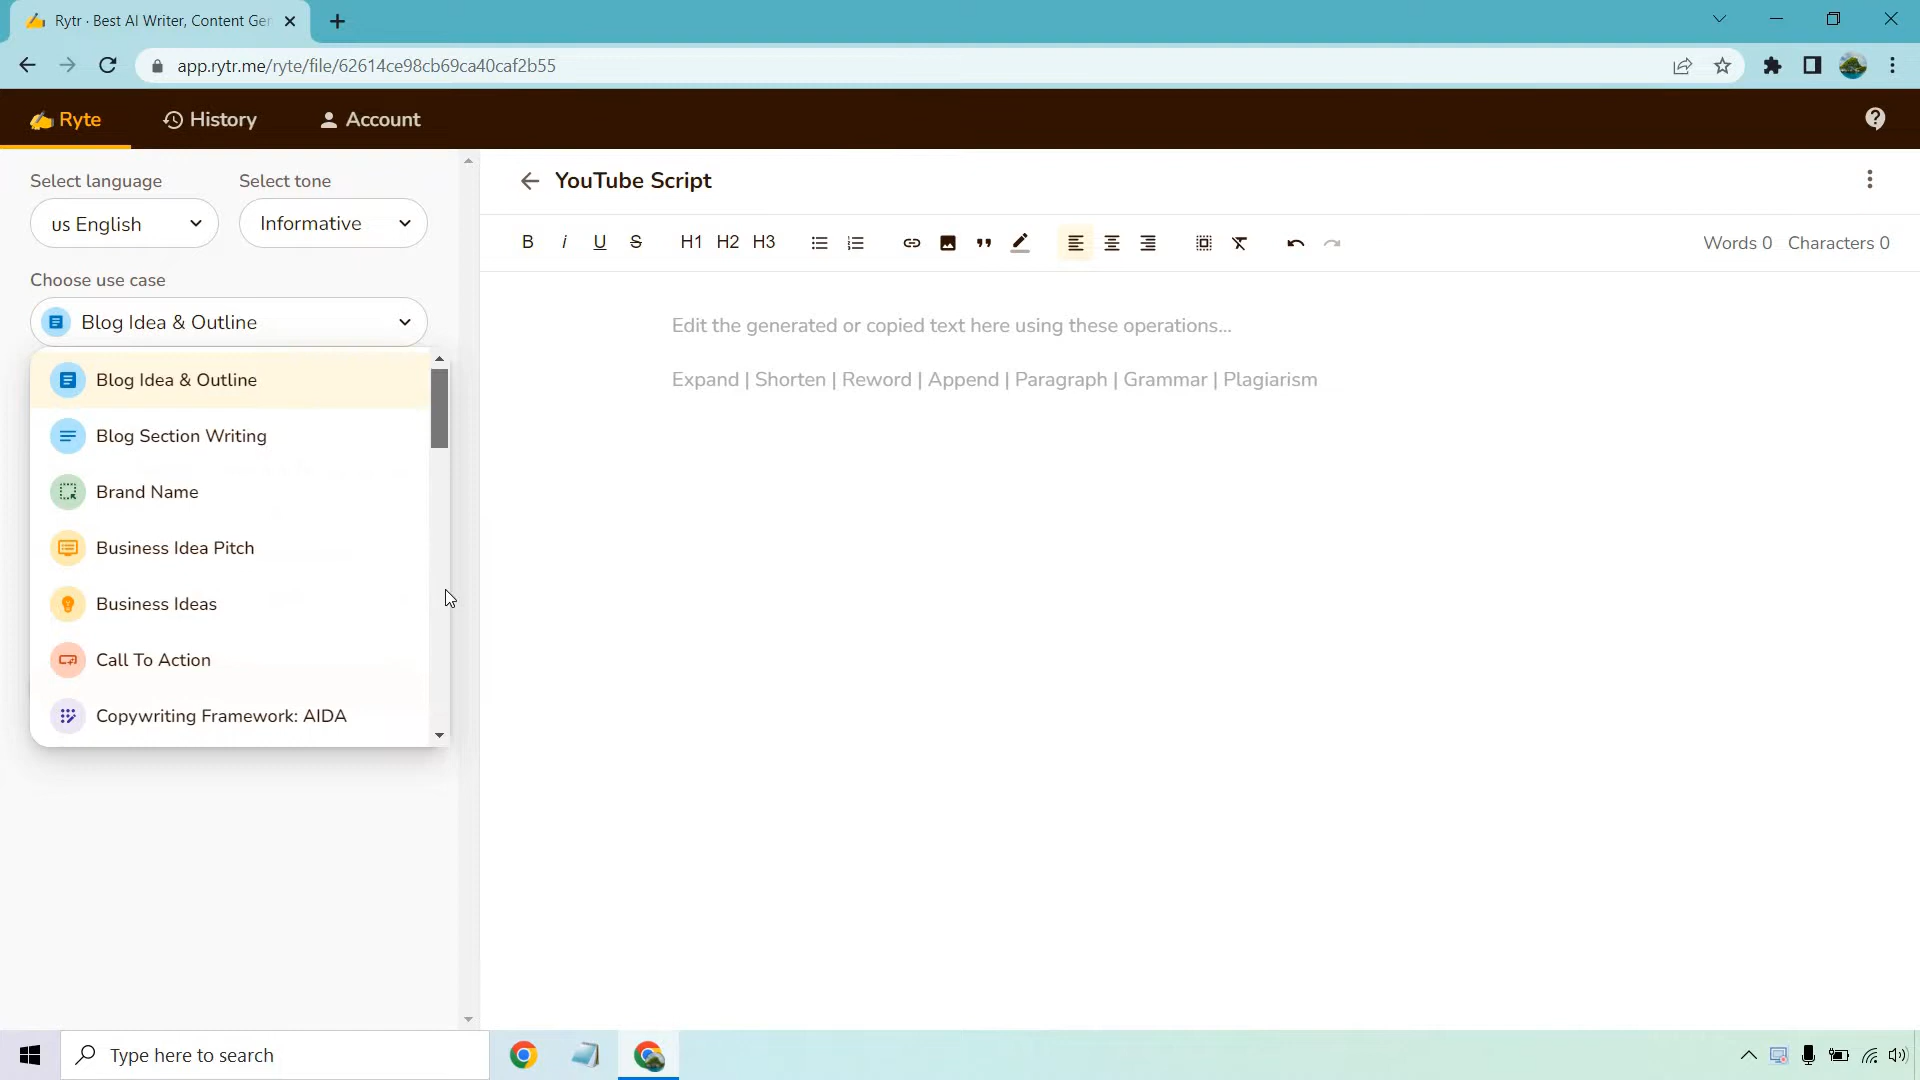 Rytr · Best AI Writer, Content Ger
app.rytr.me/ryte/file/62614ce98cb69ca40caf2b55
Ryte
History
Account
Select language
Select tone
us English
Informative
Choose use case
Blog Idea & Outline
Blog Idea & Outline
Blog Section Writing
Brand Name
Business Idea Pitch
Business Ideas
Call To Action
Copywriting Framework: AIDA
YouTube Script
B i U S H1 H2 H3
Words 0 Characters 0
Edit the generated or copied text here using these operations...
Expand | Shorten | Reword | Append | Paragraph | Grammar | Plagiarism
Type here to search